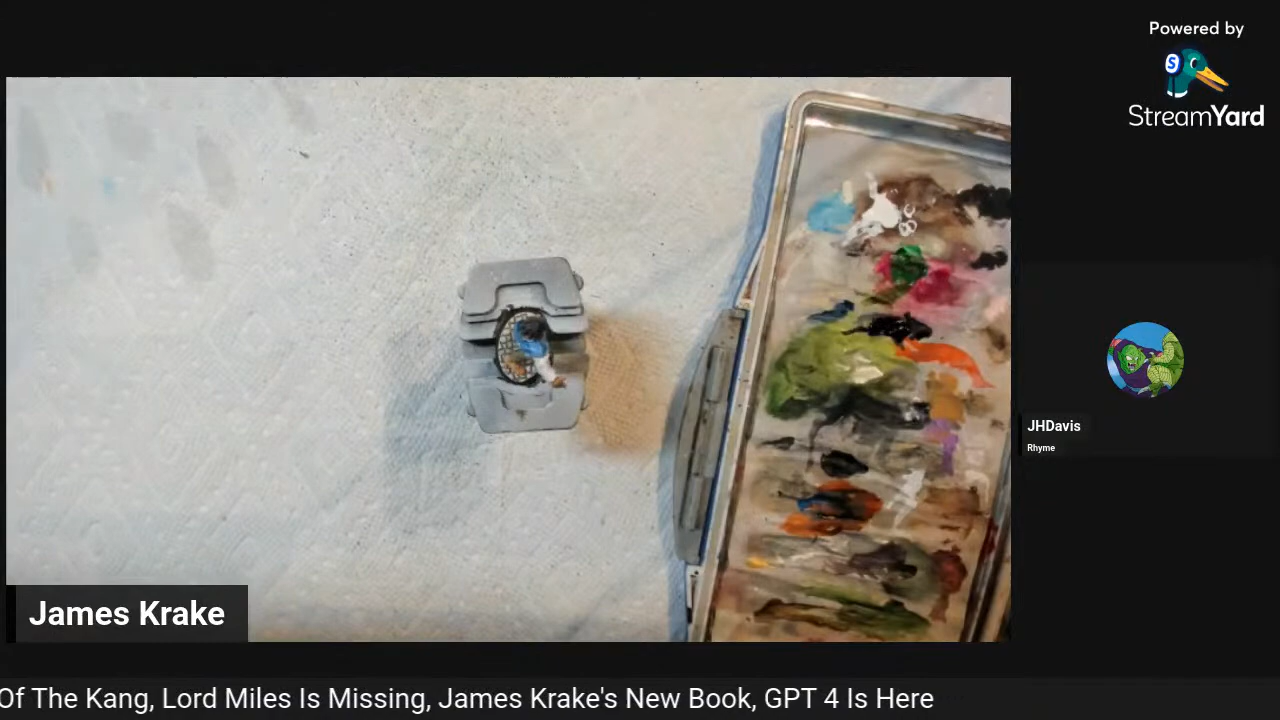 Powered by
StreamYard
JHDavis
Rhyme
James Krake
Of The Kang, Lord Miles Is Missing, James Krake's New Book, GPT 4 Is Here